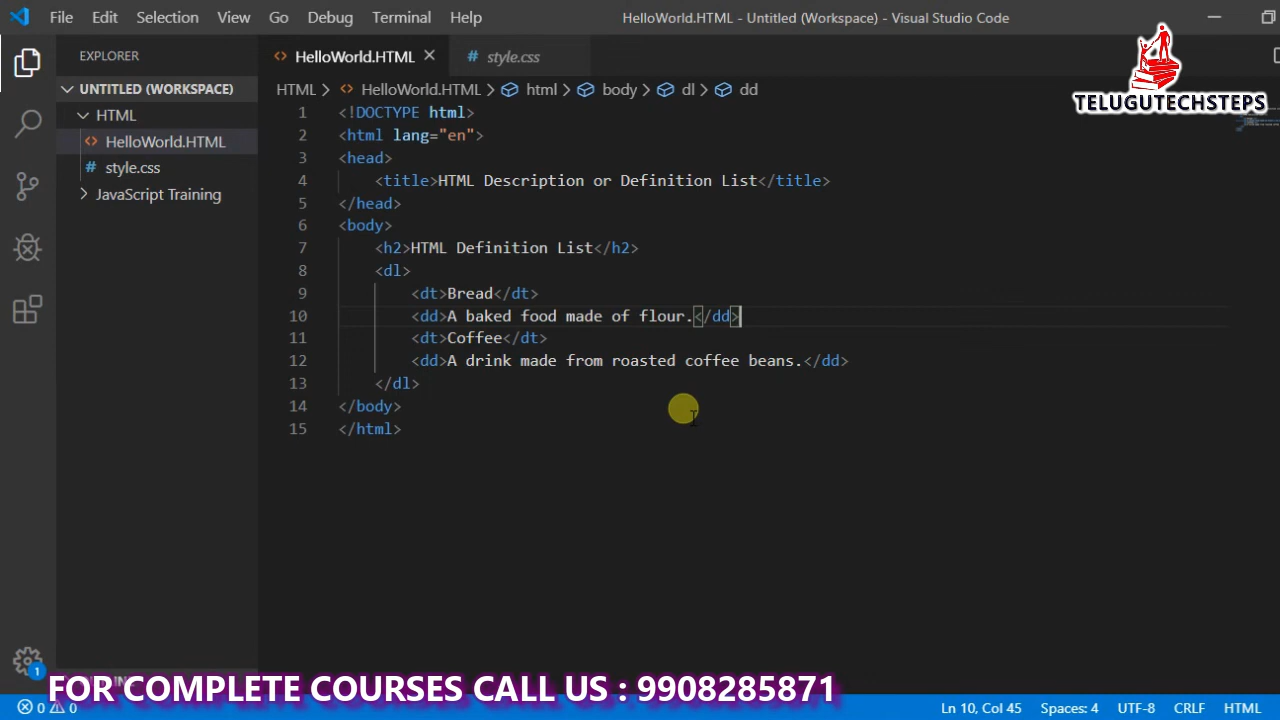 File Edit Selection View Go Debug Terminal Help HelloWorld.HTML - Untitled (Workspace) - Visual Studio Code
EXPLORER
HelloWorld.HTML
style.css
TELUGUTECHSTEPS
UNTITLED (WORKSPACE)
HTML
HelloWorld.HTML
style.css
JavaScript Training
HTML > HelloWorld.HTML > html > body > dl > dd
1 <!DOCTYPE html>
2 <html lang="en">
3 <head>
4 <title>HTML Description or Definition List</title>
5 </head>
6 <body>
7 <h2>HTML Definition List</h2>
8 <dl>
9 <dt>Bread</dt>
10 <dd>A baked food made of flour.</dd>
11 <dt>Coffee</dt>
12 <dd>A drink made from roasted coffee beans.</dd>
13 </dl>
14 </body>
15 </html>
1
FOR COMPLETE COURSES CALL US : 9908285871
0 0 Ln 10, Col 45 Spaces: 4 UTF-8 CRLF HTML